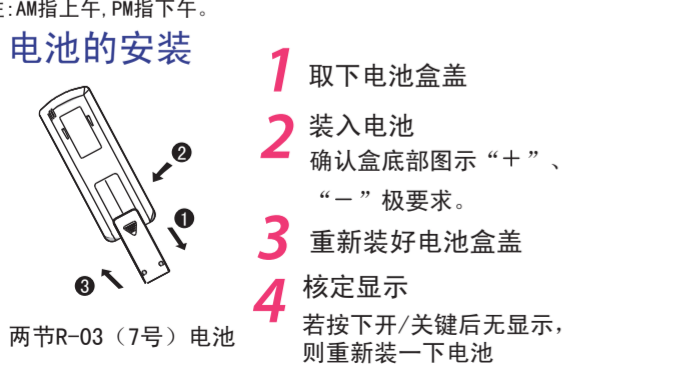 :AM指上午,PM指下午。
电池的安装
1 取下电池盒盖
2 装入电池
确认盒底部图示“＋”、
“－”极要求。
3 重新装好电池盒盖
4 核定显示
若按下开/关键后无显示，
则重新装一下电池
❷
❶
❸
两节R-03（7号）电池